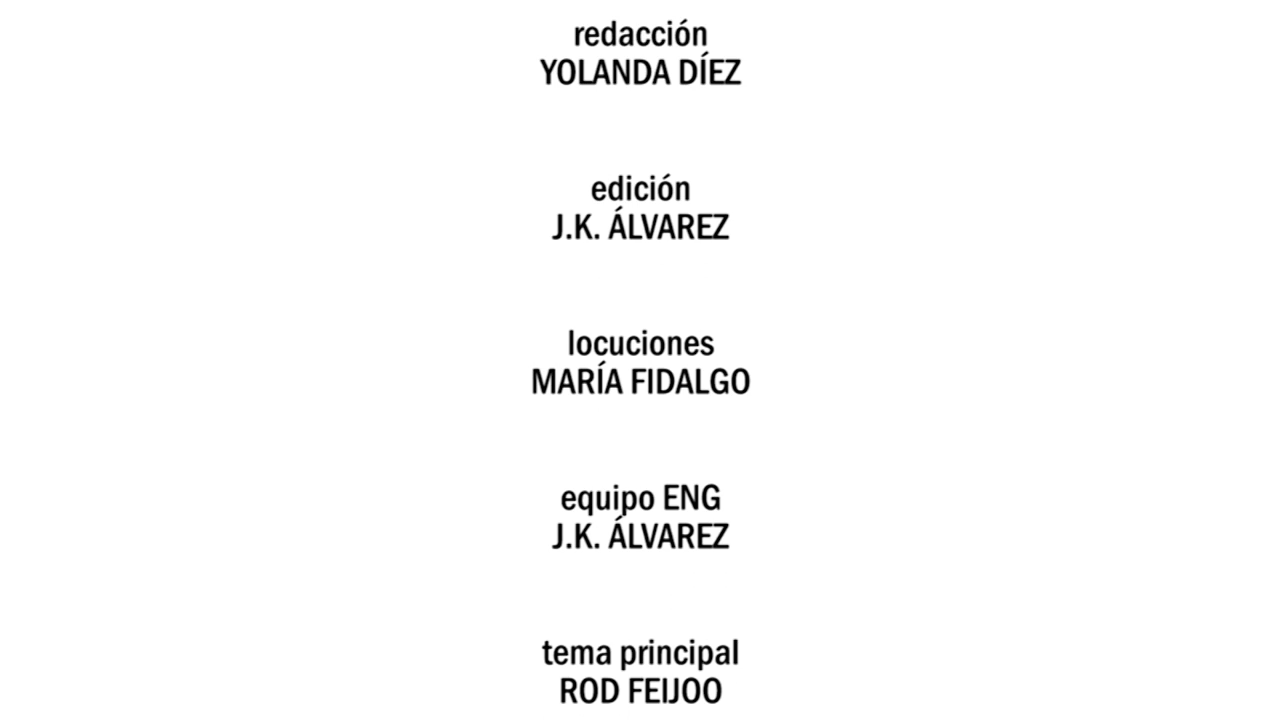 redacción
YOLANDA DÍEZ
edición
J.K. ÁLVAREZ
locuciones
MARÍA FIDALGO
equipo ENG
J.K. ÁLVAREZ
tema principal
ROD FEIJOO